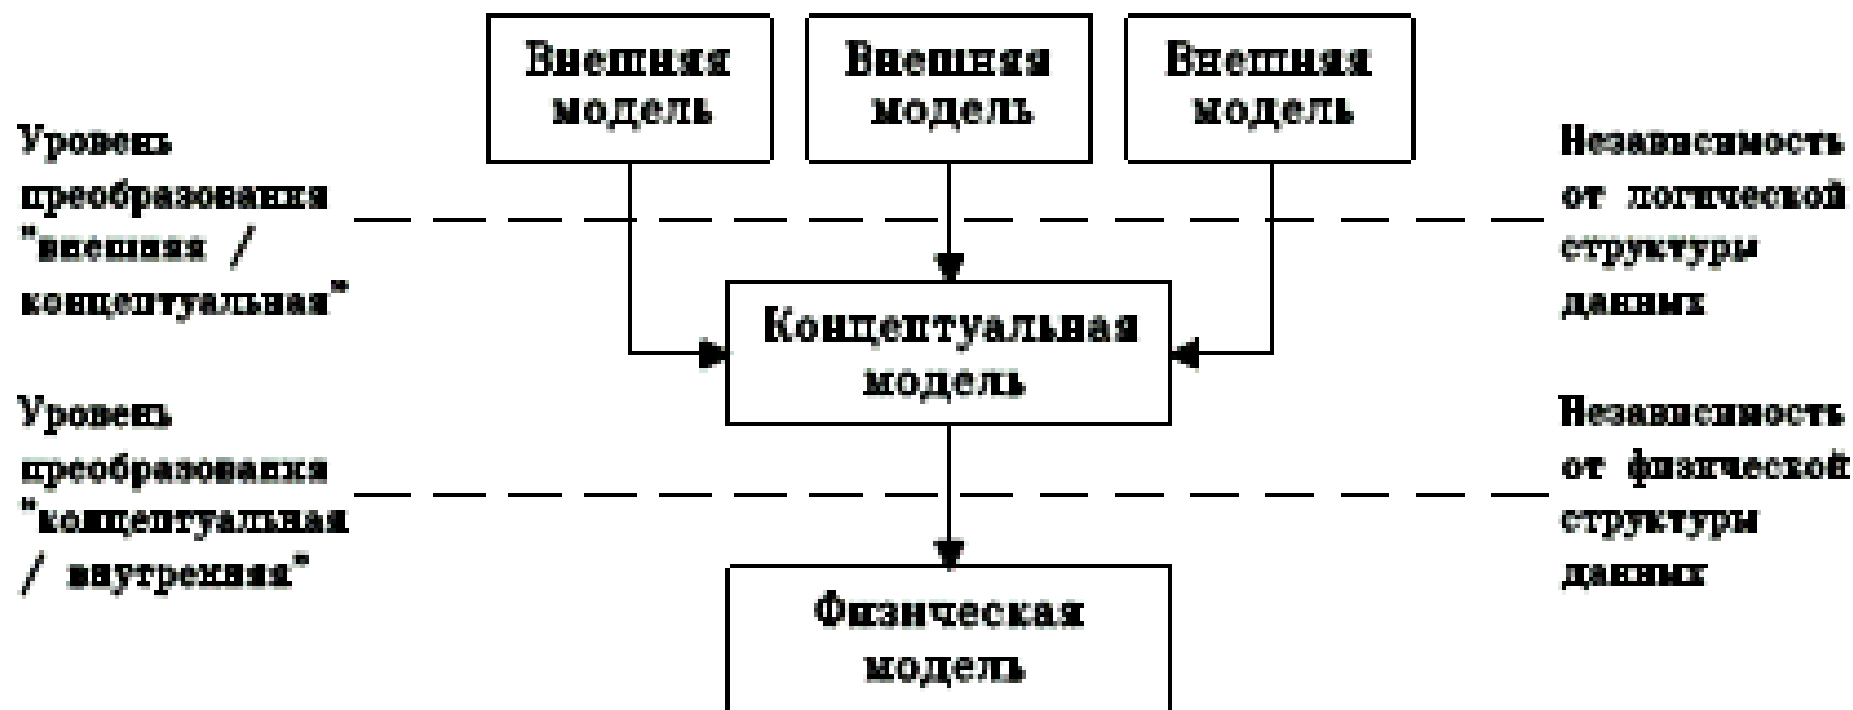 Внешняя
модель
Внешняя
модель
Внешняя
модель
Уровень
преобразования
"внешняя /
концептуальная"
Независимость
от логической
структуры
данных
Концептуальная
модель
Уровень
преобразования
"концептуальная
/ внутренняя"
Независимость
от физической
структуры
данных
Физическая
модель